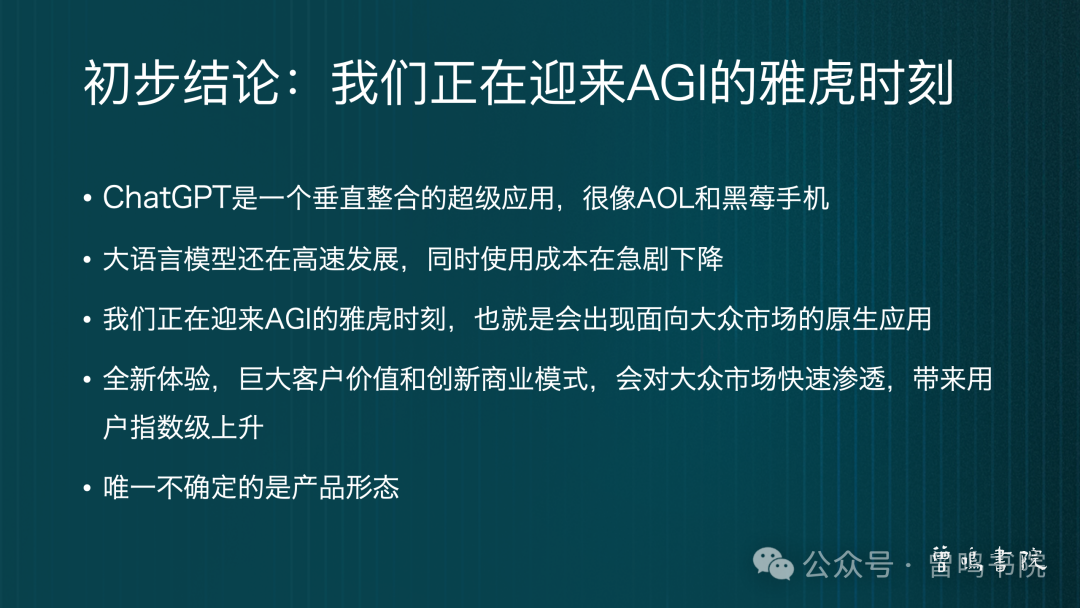 初步结论：我们正在迎来AGI的雅虎时刻
• ChatGPT是一个垂直整合的超级应用，很像AOL和黑莓手机
• 大语言模型还在高速发展，同时使用成本在急剧下降
• 我们正在迎来AGI的雅虎时刻，也就是会出现面向大众市场的原生应用
• 全新体验，巨大客户价值和创新商业模式，会对大众市场快速渗透，带来用
户指数级上升
• 唯一不确定的是产品形态
曾鸣书院
公众号 · 曾鸣书院